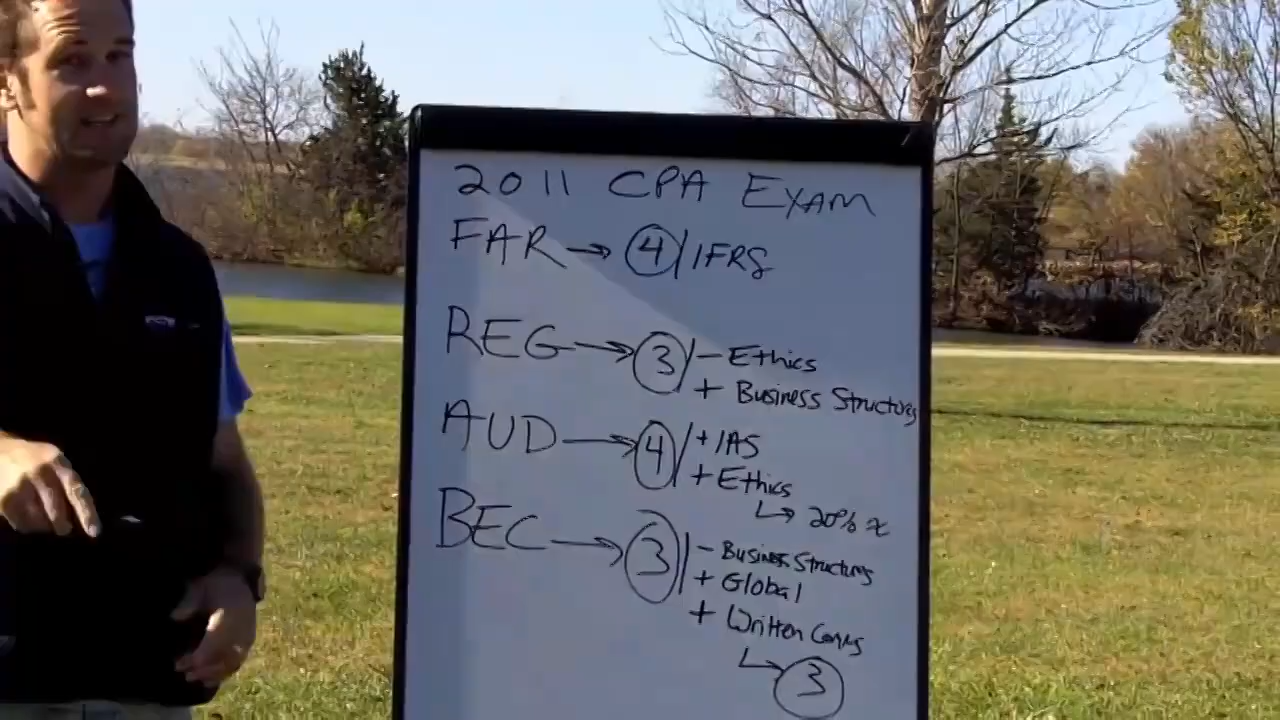 2011 CPA EXAM
FAR → 4 / IFRS
REG → 3 / - Ethics
+ Business Structures
AUD → 4 / + IAS
+ Ethics
↳ 20%
BEC → 3 / - Business Structures
+ Global
+ Written Comms
↳ 3